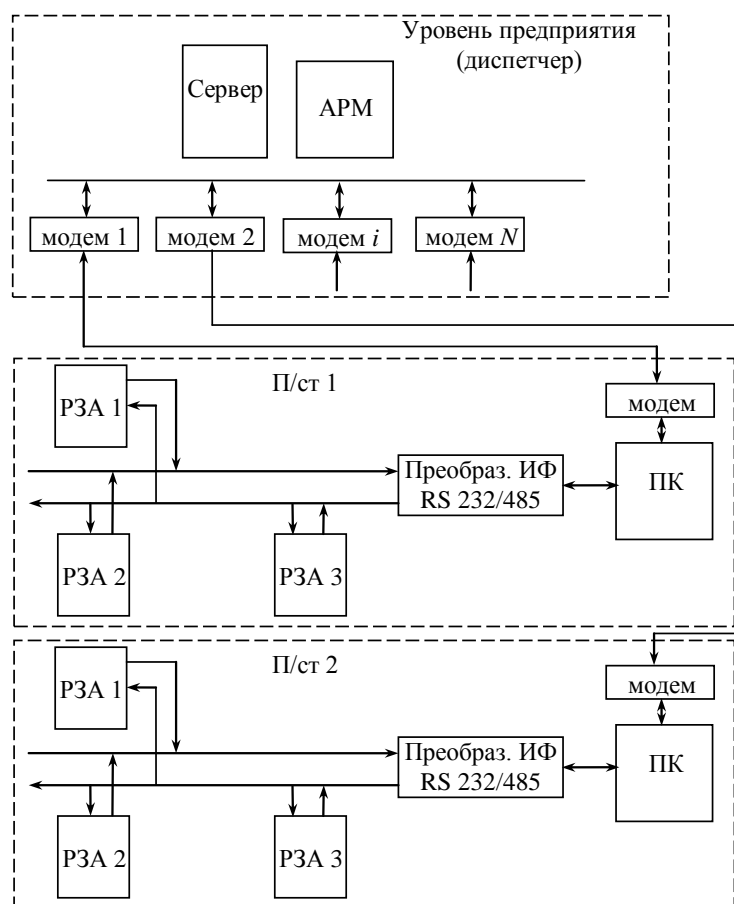 Уровень предприятия
(диспетчер)
Сервер
АРМ
модем 1
модем 2
модем i
модем N
П/ст 1
РЗА 1
модем
Преобраз. ИФ
RS 232/485
ПК
РЗА 2
РЗА 3
П/ст 2
РЗА 1
модем
Преобраз. ИФ
RS 232/485
ПК
РЗА 2
РЗА 3